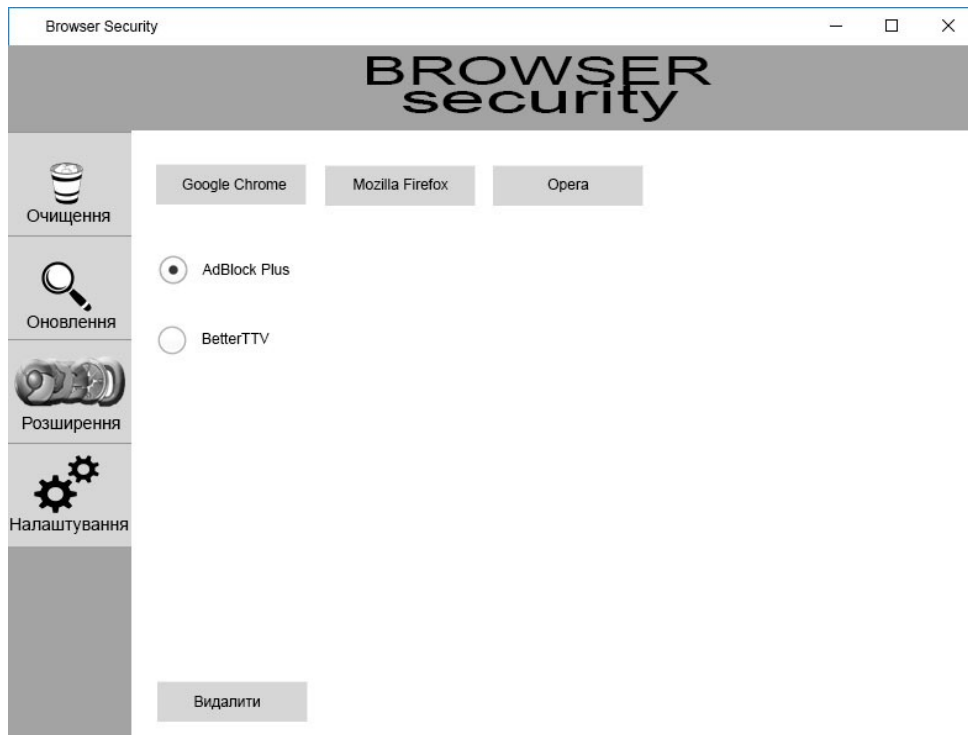 Browser Security
BROWSER
security
Очищення
Оновлення
Розширення
Налаштування
Google Chrome
Mozilla Firefox
Opera
AdBlock Plus
BetterTTV
Видалити